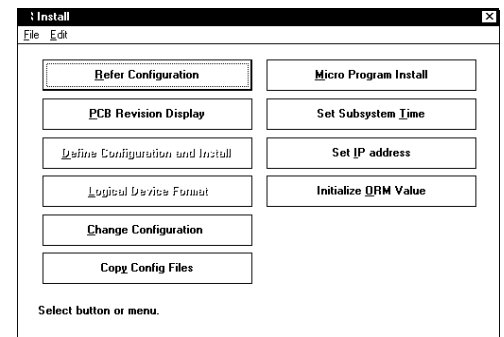 Install
File Edit
Refer Configuration
PCB Revision Display
Define Configuration and Install
Logical Device Format
Change Configuration
Copy Config Files
Micro Program Install
Set Subsystem Time
Set IP address
Initialize ORM Value
Select button or menu.